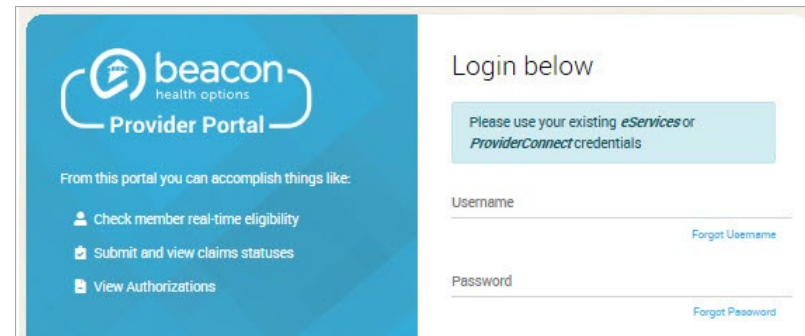 beacon
health options
Provider Portal
From this portal you can accomplish things like:
Check member real-time eligibility
Submit and view claims statuses
View Authorizations
Login below
Please use your existing eServices or
ProviderConnect credentials
Username
Forgot Username
Password
Forgot Password